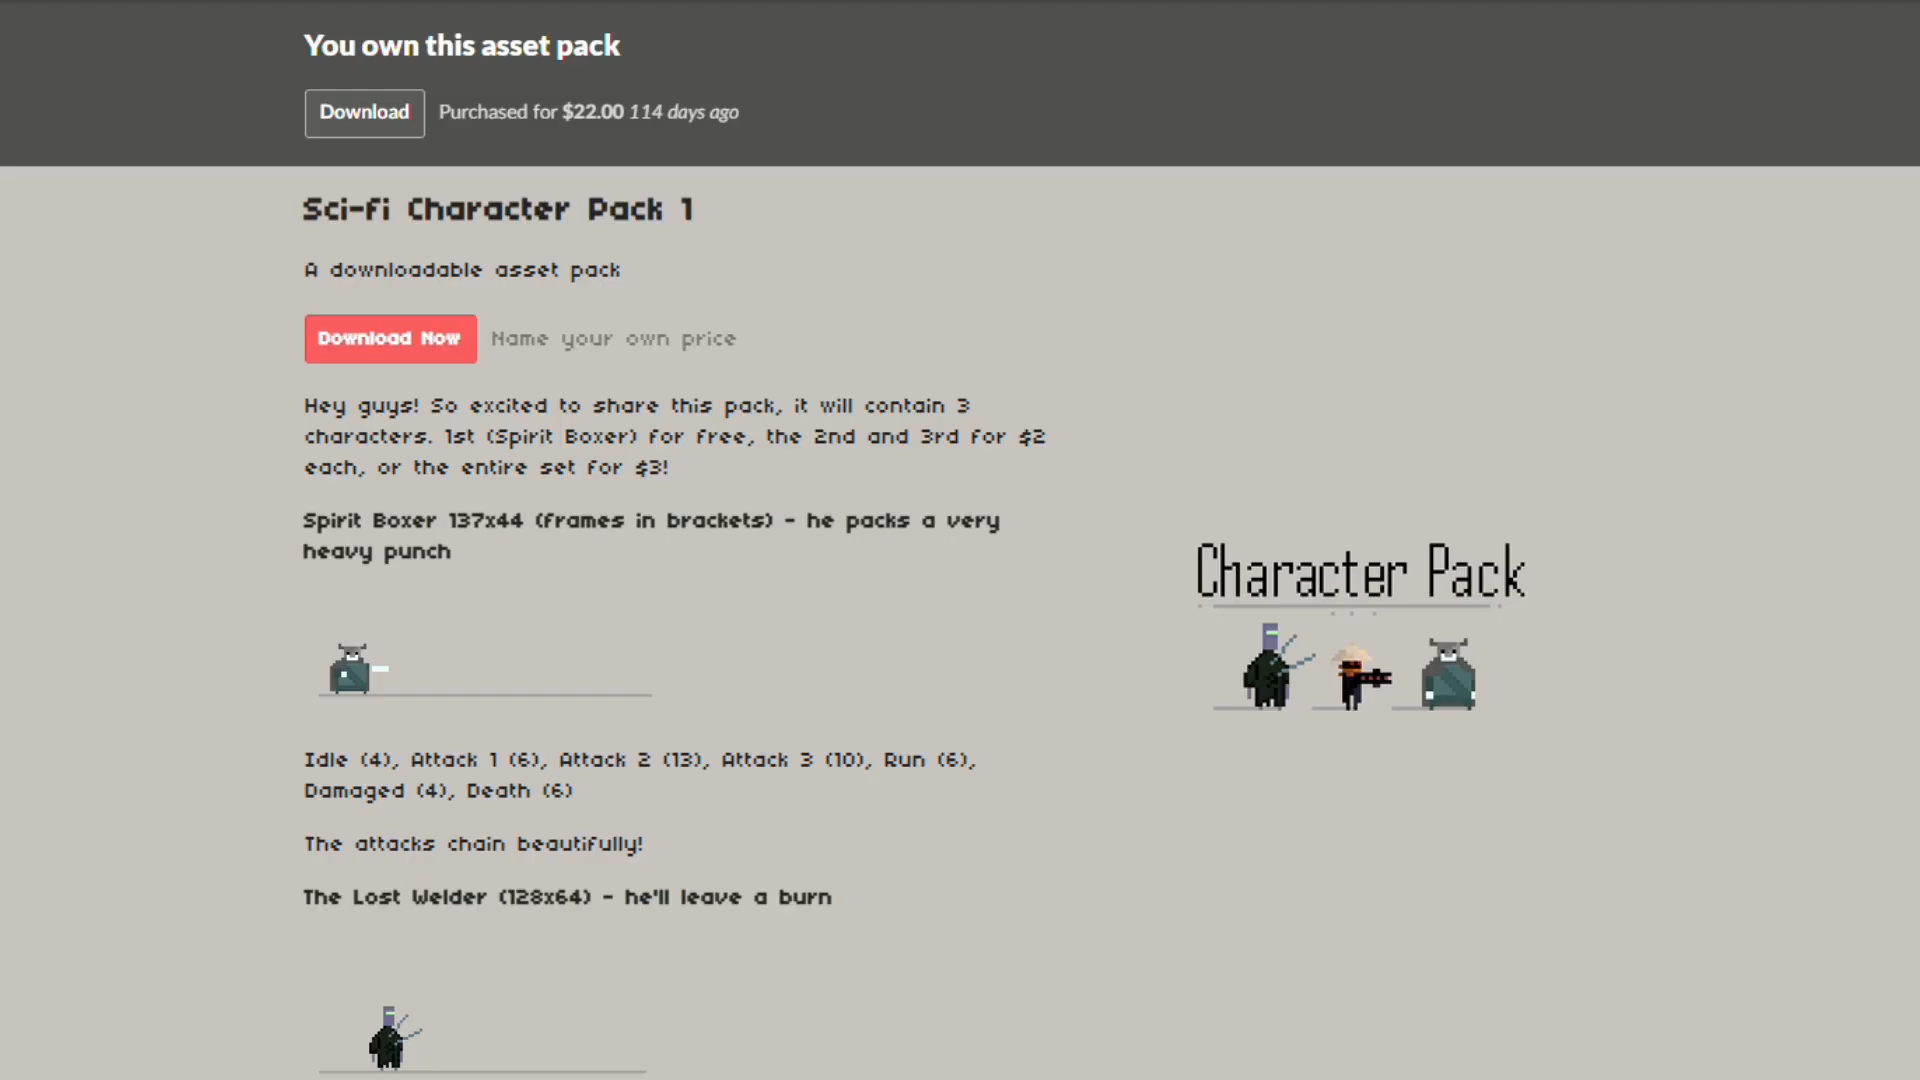 You own this asset pack
Download Purchased for $22.00 114 days ago
Sci-fi Character Pack 1
A downloadable asset pack
Download Now Name your own price
Hey guys! So excited to share this pack, it will contain 3
characters. 1st (Spirit Boxer) for free, the 2nd and 3rd for $2
each, or the entire set for $3!
Spirit Boxer 137x44 (frames in brackets) - he packs a very
heavy punch
Character Pack
Idle (4), Attack 1 (6), Attack 2 (13), Attack 3 (10), Run (6),
Damaged (4), Death (6)
The attacks chain beautifully!
The Lost Welder (128x64) - he'll leave a burn